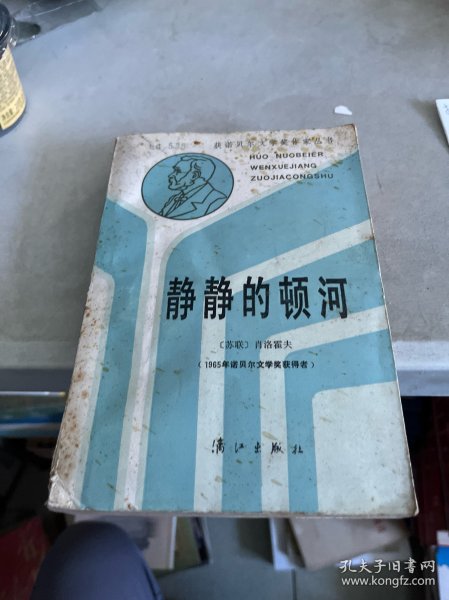 获诺贝尔文学奖作家丛书
HUO NUOBEIER
WENXUEJIANG
ZUOJIACONGSHU
静静的顿河
〔苏联〕肖洛霍夫
(1965年诺贝尔文学奖获得者)
漓江出版社
孔夫子旧书网
www.kongfz.com